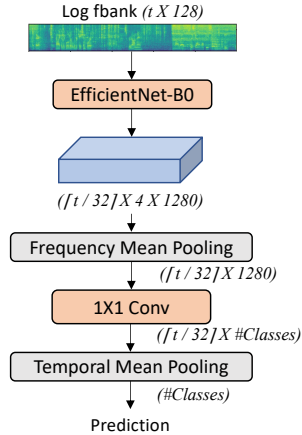 Log fbank (t X 128)
EfficientNet-B0
(⌈t / 32⌉ X 4 X 1280)
Frequency Mean Pooling
(⌈t / 32⌉ X 1280)
1X1 Conv
(⌈t / 32⌉ X #Classes)
Temporal Mean Pooling
(#Classes)
Prediction